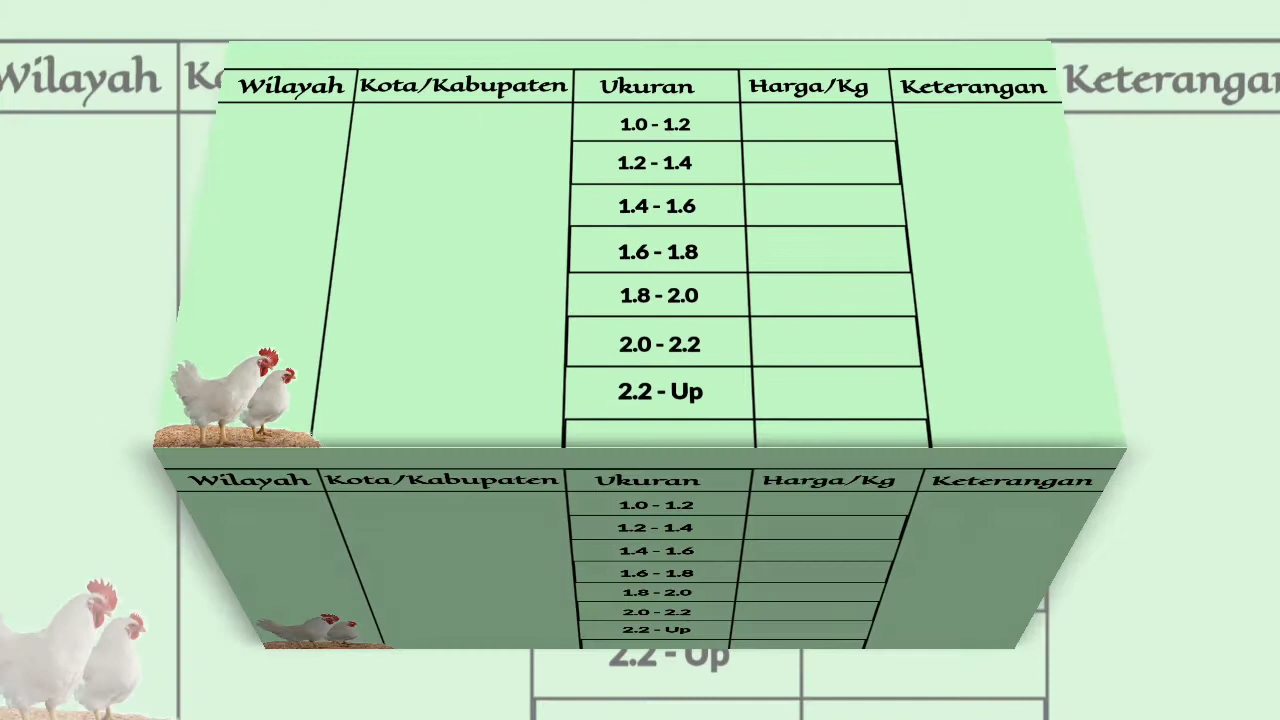 Wilayah Kota/Kabupaten Ukuran Harga/Kg Keterangan
1.0 - 1.2
1.2 - 1.4
1.4 - 1.6
1.6 - 1.8
1.8 - 2.0
2.0 - 2.2
2.2 - Up
Wilayah Kota/Kabupaten Ukuran Harga/Kg Keterangan
1.0 - 1.2
1.2 - 1.4
1.4 - 1.6
1.6 - 1.8
1.8 - 2.0
2.0 - 2.2
2.2 - Up
Wilayah Ko Keterangan
2.2 - Up